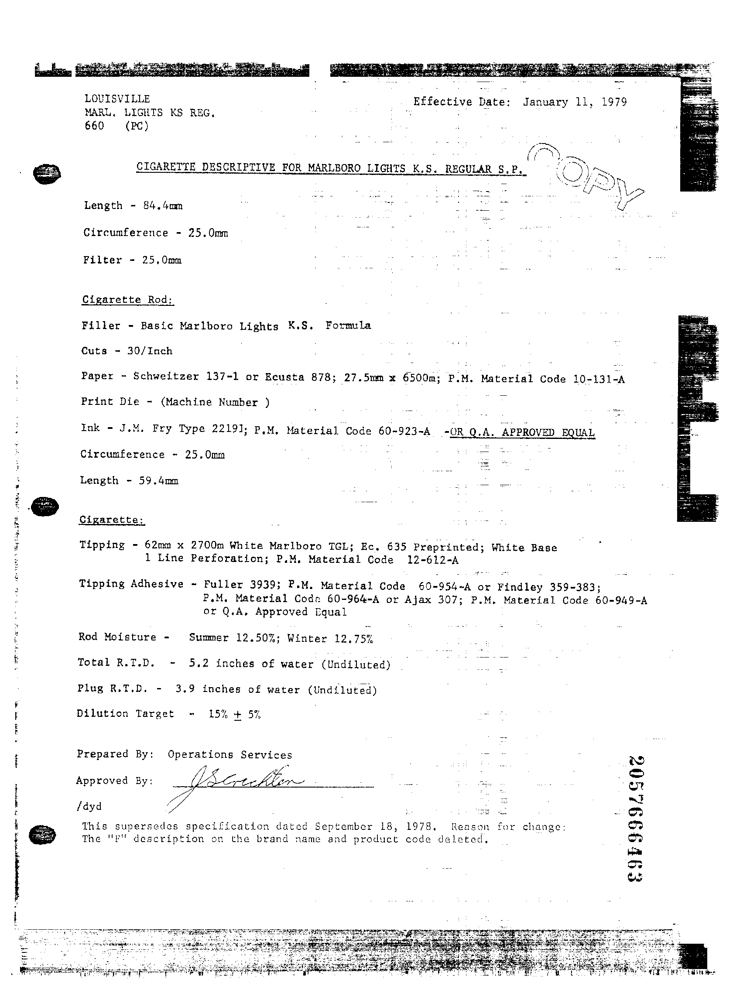 LOUISVILLE
MARL. LIGHTS KS REG.
660 (PC)
Effective Date: January 11, 1979
COPY
CIGARETTE DESCRIPTIVE FOR MARLBORO LIGHTS K.S. REGULAR S.P.
Length - 84.4mm
Circumference - 25.0mm
Filter - 25.0mm
Cigarette Rod:
Filler - Basic Marlboro Lights K.S. Formula
Cuts - 30/Inch
Paper - Schweitzer 137-1 or Ecusta 878; 27.5mm x 6500m; P.M. Material Code 10-131-A
Print Die - (Machine Number )
Ink - J.M. Fry Type 2219J; P.M. Material Code 60-923-A -OR Q.A. APPROVED EQUAL
Circumference - 25.0mm
Length - 59.4mm
Cigarette:
Tipping - 62mm x 2700m White Marlboro TGL; Ec. 635 Preprinted; White Base
1 Line Perforation; P.M. Material Code 12-612-A
Tipping Adhesive - Fuller 3939; P.M. Material Code 60-954-A or Findley 359-383;
P.M. Material Code 60-964-A or Ajax 307; P.M. Material Code 60-949-A
or Q.A. Approved Equal
Rod Moisture - Summer 12.50%; Winter 12.75%
Total R.T.D. - 5.2 inches of water (Undiluted)
Plug R.T.D. - 3.9 inches of water (Undiluted)
Dilution Target - 15% ± 5%
Prepared By: Operations Services
Approved By:
/dyd
This supersedes specification dated September 18, 1978. Reason for change:
The "F" description on the brand name and product code deleted.
2057666463